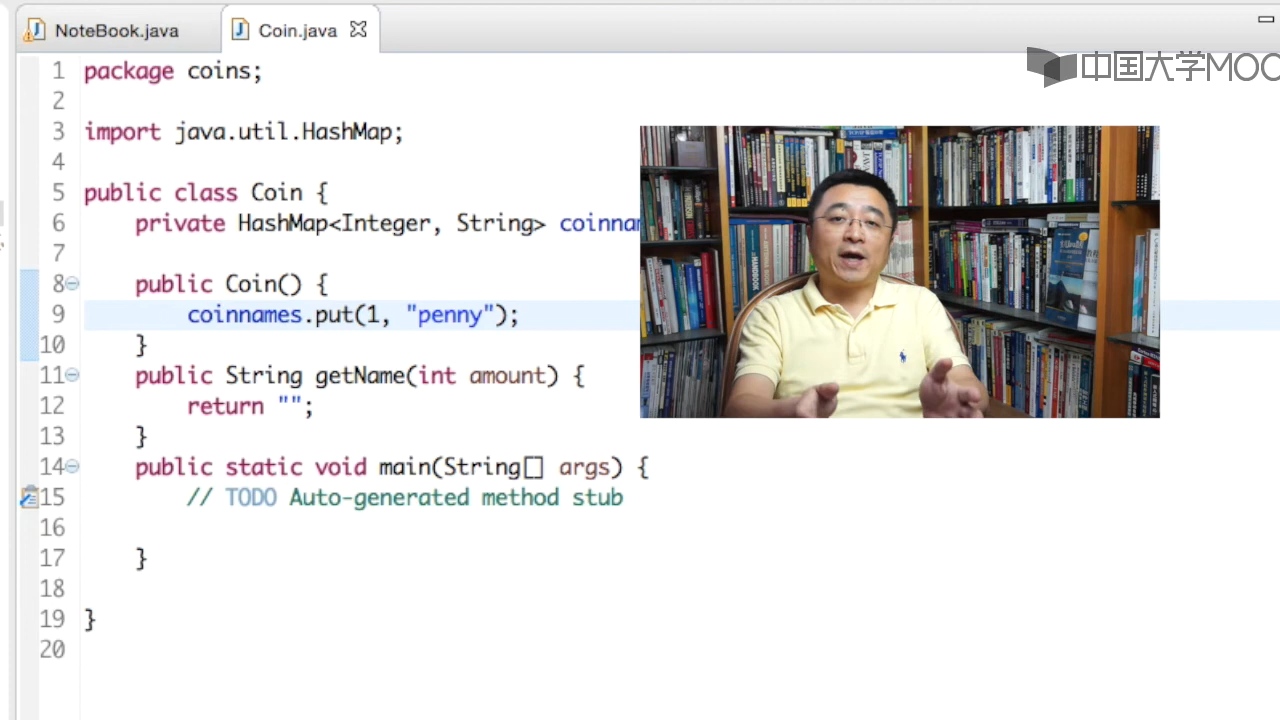 NoteBook.java
Coin.java
中国大学MOO
1 package coins;
2
3 import java.util.HashMap;
4
5 public class Coin {
6 private HashMap<Integer, String> coinnam
7
8 public Coin() {
9 coinnames.put(1, "penny");
10 }
11 public String getName(int amount) {
12 return "";
13 }
14 public static void main(String[] args) {
15 // TODO Auto-generated method stub
16
17 }
18
19 }
20